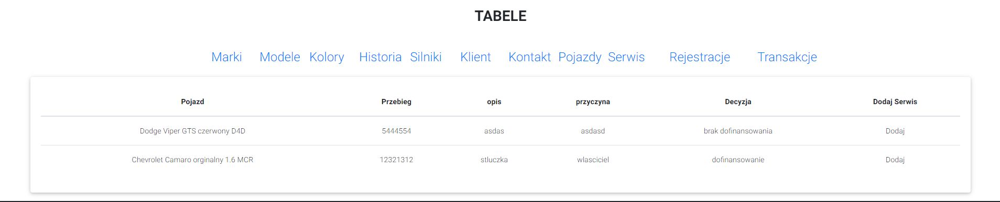 TABELE
Marki Modele Kolory Historia Silniki Klient Kontakt Pojazdy Serwis Rejestracje Transakcje
Pojazd Przebieg opis przyczyna Decyzja Dodaj Serwis
Dodge Viper GTS czerwony D4D 5444554 asdas asdasd brak dofinansowania Dodaj
Chevrolet Camaro orginalny 1.6 MCR 12321312 stluczka wlasciciel dofinansowanie Dodaj